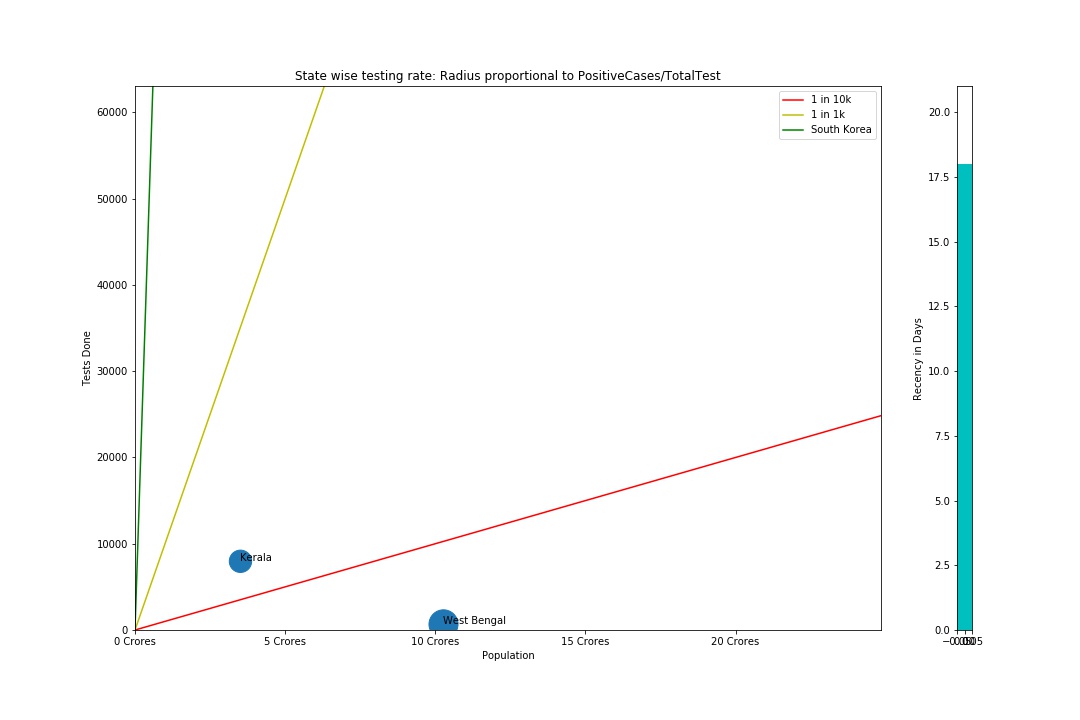 State wise testing rate: Radius proportional to PositiveCases/TotalTest
1 in 10k
1 in 1k
South Korea
60000
50000
40000
30000
20000
10000
0
Tests Done
Kerala
West Bengal
0 Crores
5 Crores
10 Crores
15 Crores
20 Crores
Population
20.0
17.5
15.0
12.5
10.0
7.5
5.0
2.5
0.0
Recency in Days